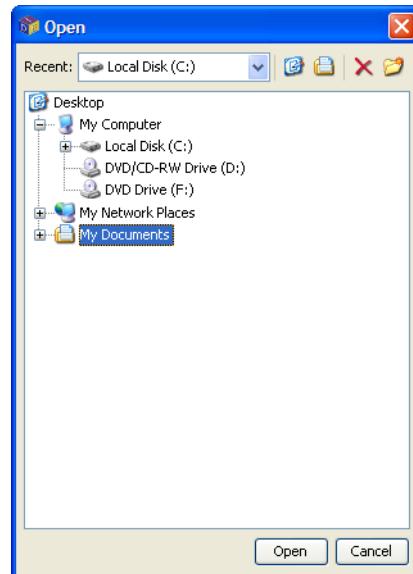 Open
Recent: Local Disk (C:)
Desktop
My Computer
Local Disk (C:)
DVD/CD-RW Drive (D:)
DVD Drive (F:)
My Network Places
My Documents
Open Cancel